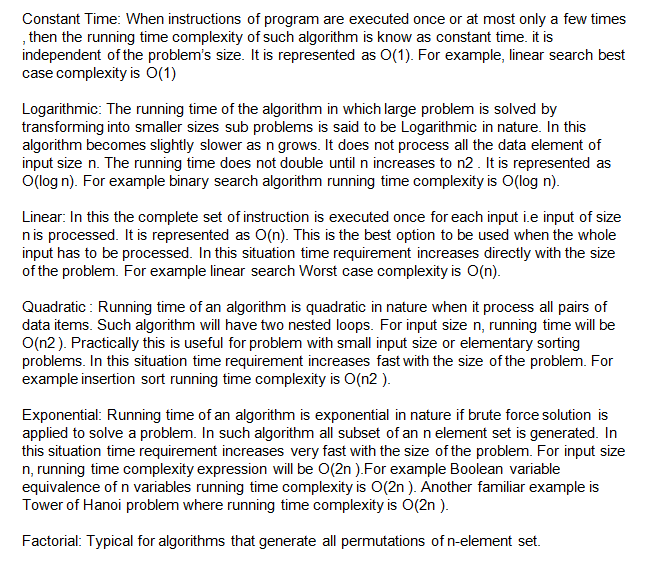 Constant Time: When instructions of program are executed once or at most only a few times
, then the running time complexity of such algorithm is know as constant time. it is
independent of the problem's size. It is represented as O(1). For example, linear search best
case complexity is O(1)
Logarithmic: The running time of the algorithm in which large problem is solved by
transforming into smaller sizes sub problems is said to be Logarithmic in nature. In this
algorithm becomes slightly slower as n grows. It does not process all the data element of
input size n. The running time does not double until n increases to n2 . It is represented as
O(log n). For example binary search algorithm running time complexity is O(log n).
Linear: In this the complete set of instruction is executed once for each input i.e input of size
n is processed. It is represented as O(n). This is the best option to be used when the whole
input has to be processed. In this situation time requirement increases directly with the size
of the problem. For example linear search Worst case complexity is O(n).
Quadratic : Running time of an algorithm is quadratic in nature when it process all pairs of
data items. Such algorithm will have two nested loops. For input size n, running time will be
O(n2 ). Practically this is useful for problem with small input size or elementary sorting
problems. In this situation time requirement increases fast with the size of the problem. For
example insertion sort running time complexity is O(n2 ).
Exponential: Running time of an algorithm is exponential in nature if brute force solution is
applied to solve a problem. In such algorithm all subset of an n element set is generated. In
this situation time requirement increases very fast with the size of the problem. For input size
n, running time complexity expression will be O(2n ).For example Boolean variable
equivalence of n variables running time complexity is O(2n ). Another familiar example is
Tower of Hanoi problem where running time complexity is O(2n ).
Factorial: Typical for algorithms that generate all permutations of n-element set.